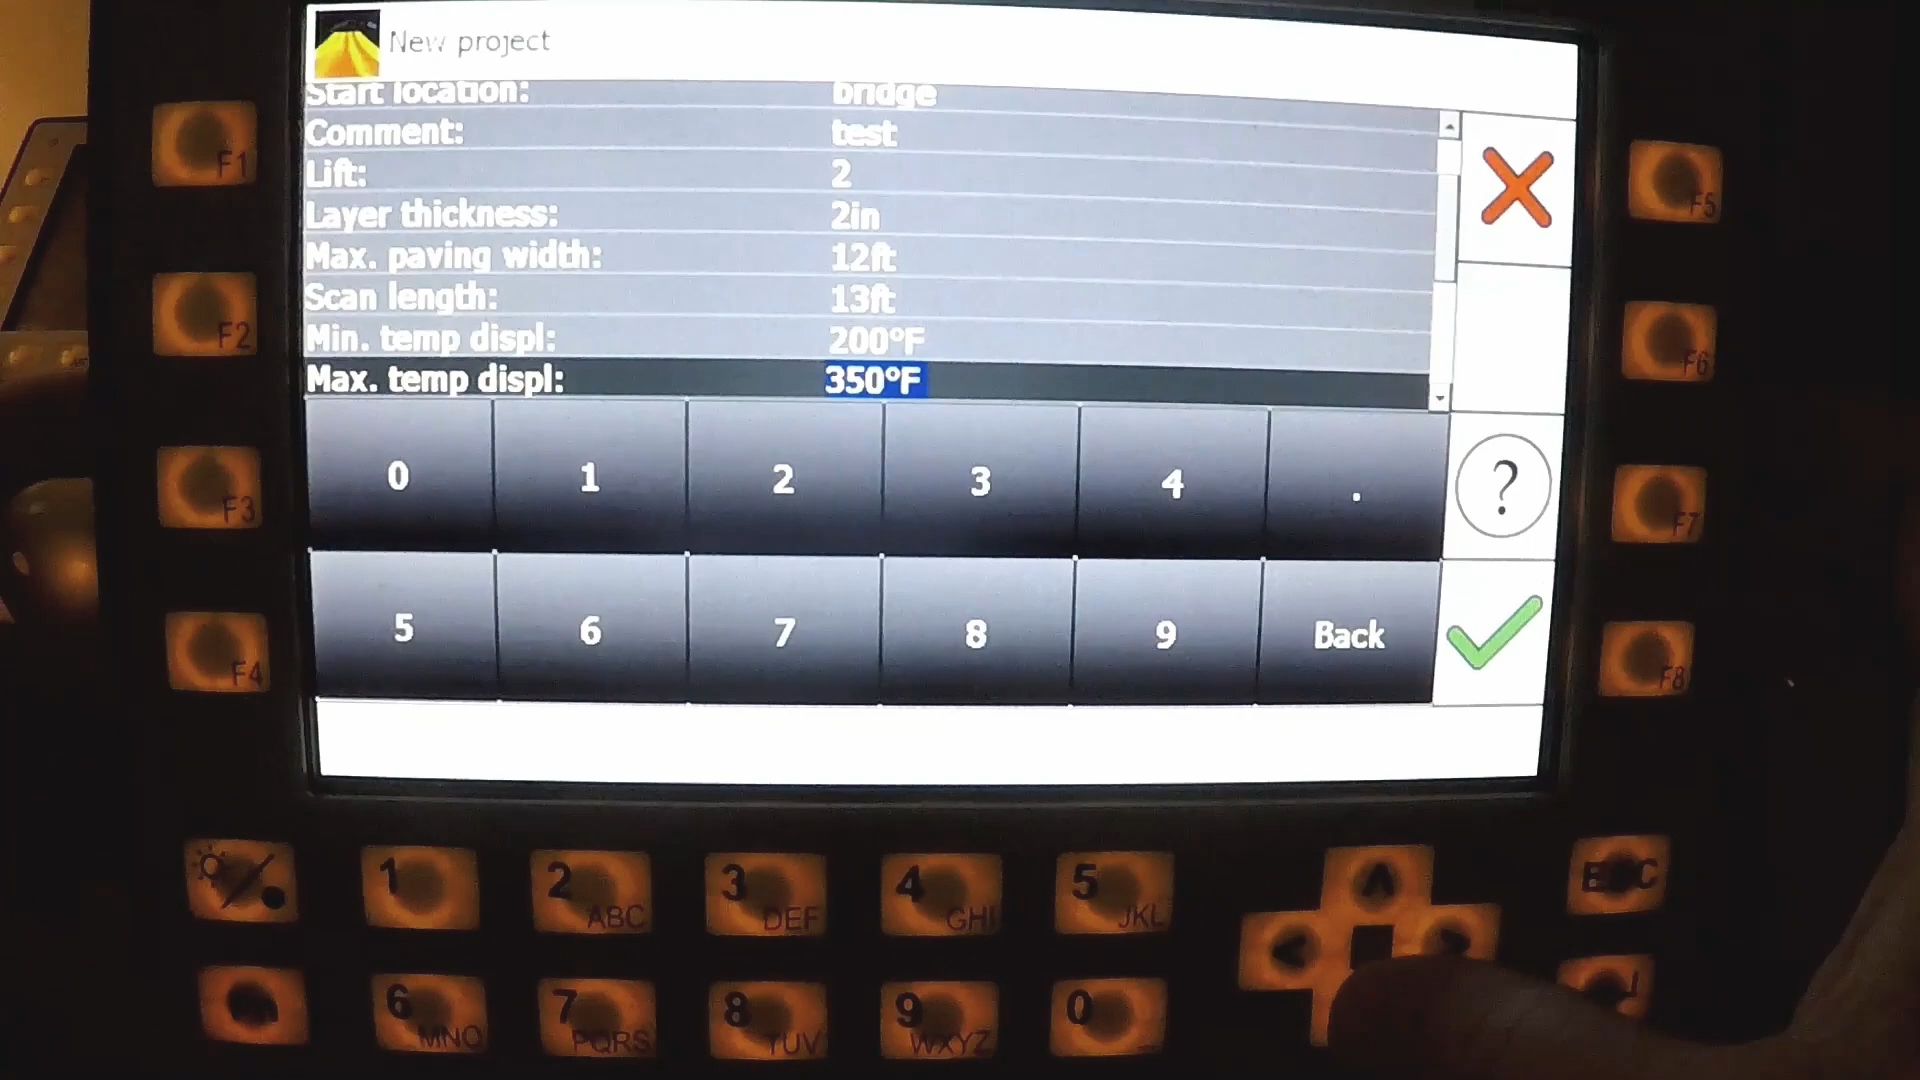 New project
Start location: bridge
Comment: test
Lift: 2
Layer thickness: 2in
Max. paving width: 12ft
Scan length: 13ft
Min. temp displ: 200°F
Max. temp displ: 350°F
0 1 2 3 4 .
?
5 6 7 8 9 Back
F1
F2
F3
F4
F5
F6
F7
F8
1 2 ABC 3 DEF 4 GHI 5 JKL
ESC
6 MNO 7 PQRS 8 TUV 9 WXYZ 0 _